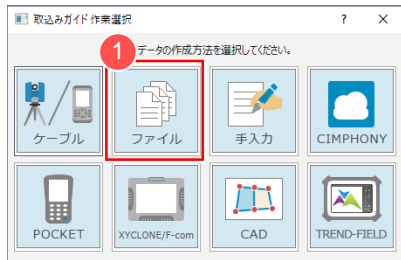 取込みガイド 作業選択
? ×
1
データの作成方法を選択してください。
ケーブル
ファイル
手入力
CIMPHONY
POCKET
XYCLONE/F-com
CAD
TREND-FIELD